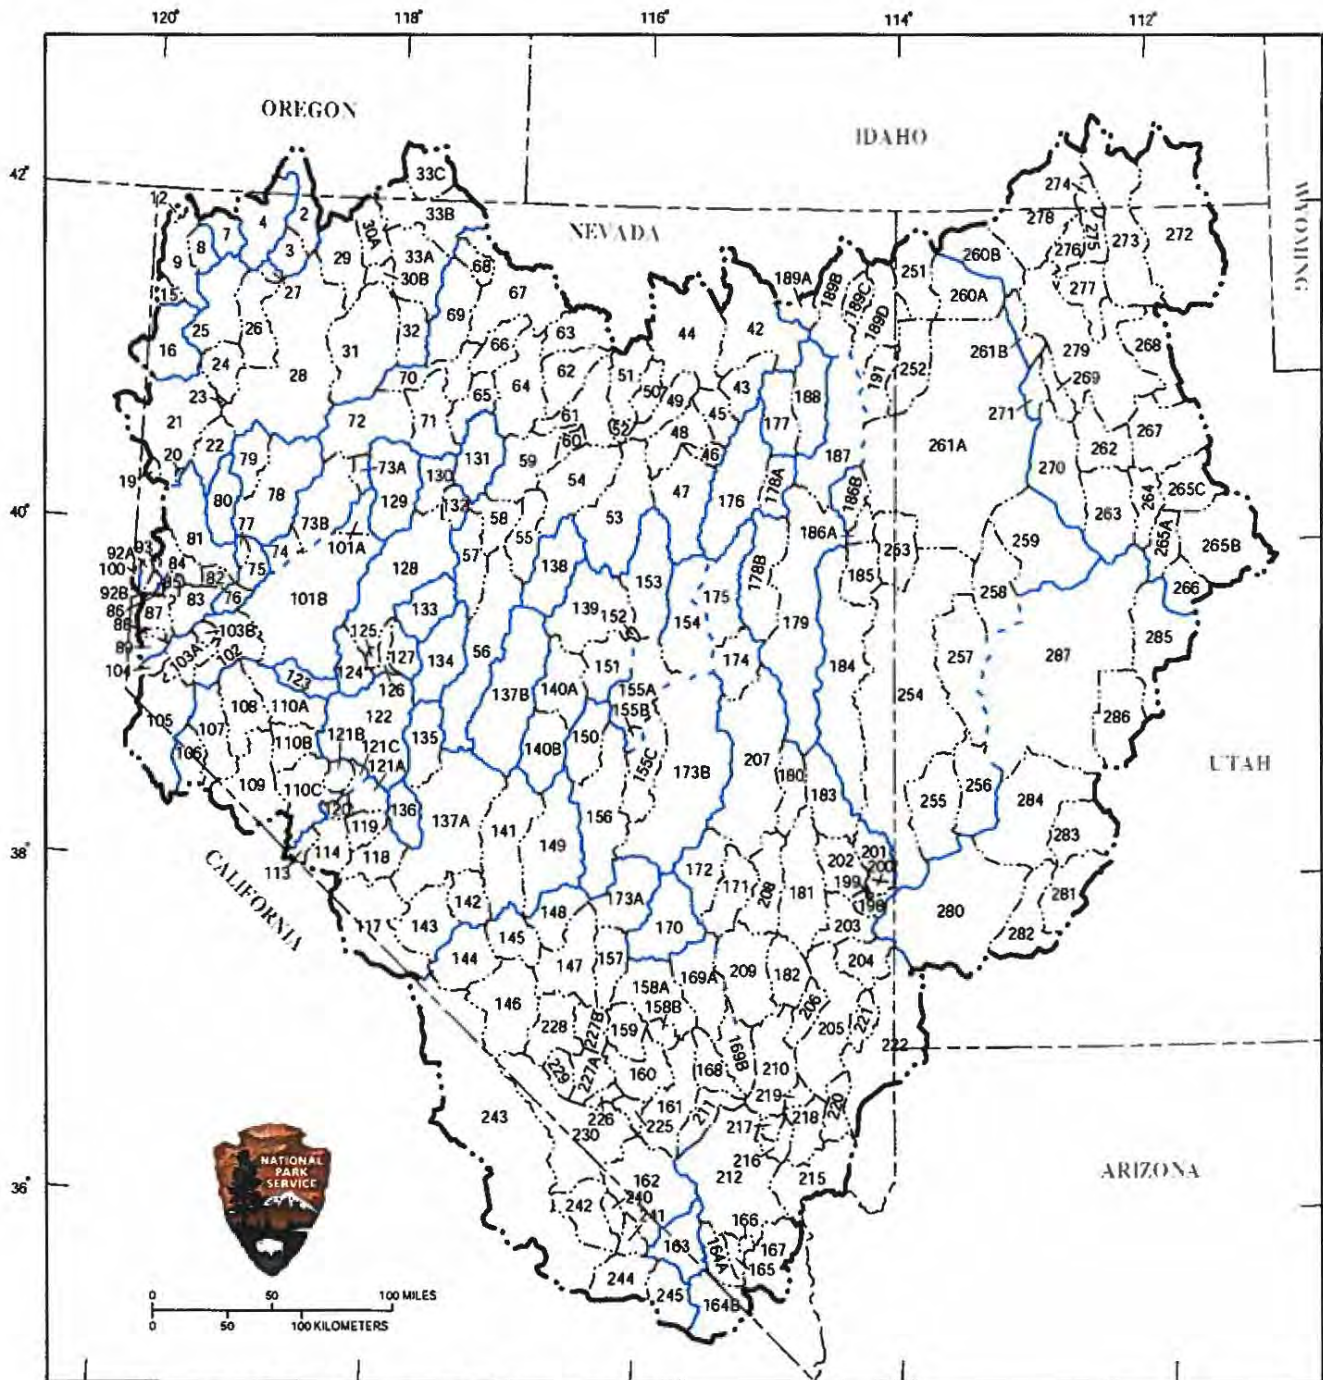 120° 118° 116° 114° 112°
OREGON
IDAHO
WYOMING
NEVADA
UTAH
CALIFORNIA
ARIZONA
42°
40°
38°
36°
33C
12 4 2 33B 274
7 30A 278
8 3 29 33A 68 276 275 273 272
9 30B 189A 189B 251 260B
15 27 67 189C 260A 277
25 26 31 32 69 63 44 42 189D
16 24 66 261B 279 268
28 70 62 51 43 191 252
23 65 64 50 49 188 269
21 72 71 61 52 45 177 271
22 60 48 267
20 79 73A 131 59 46 187 261A 262
19 130 54 178A 270 264 265C
80 78 129 132 47 176 186B
77 73B 58 53 186A 263 265A 265B
81 74 101A 55 253 259
93 92A 84 75 57 138 153 178B
100 82 128 185 266
92B 85 83 76 101B 133 139 175 258
86 87 152 154 179
88 103B 125 56 285
89 103A 102 127 134 151 174 184 257 287
104 123 124 126 137B 140A 155A 254
105 107 108 110A 122 155B 286
106 110B 121B 121C 135 140B 150 207
109 121A 155C 173B 180
110C 120 136 137A 156 183 255 256 284
119 141 149 201 283
114 118 172 202 200
113 142 173A 171 208 181 199 198 281
117 143 148 170 203 280 282
144 145 147 157 209 182 204
146 158A 169A
228 227B 158B 206 205 221
159 222
229 227A 160 168 169B 210
243 226 161 219 218 220
230 225 211 217
216
162 212 215
242 240
241 166
163 164A 167
244 165
245 164B
NATIONAL
PARK
SERVICE
0 50 100 MILES
0 50 100 KILOMETERS